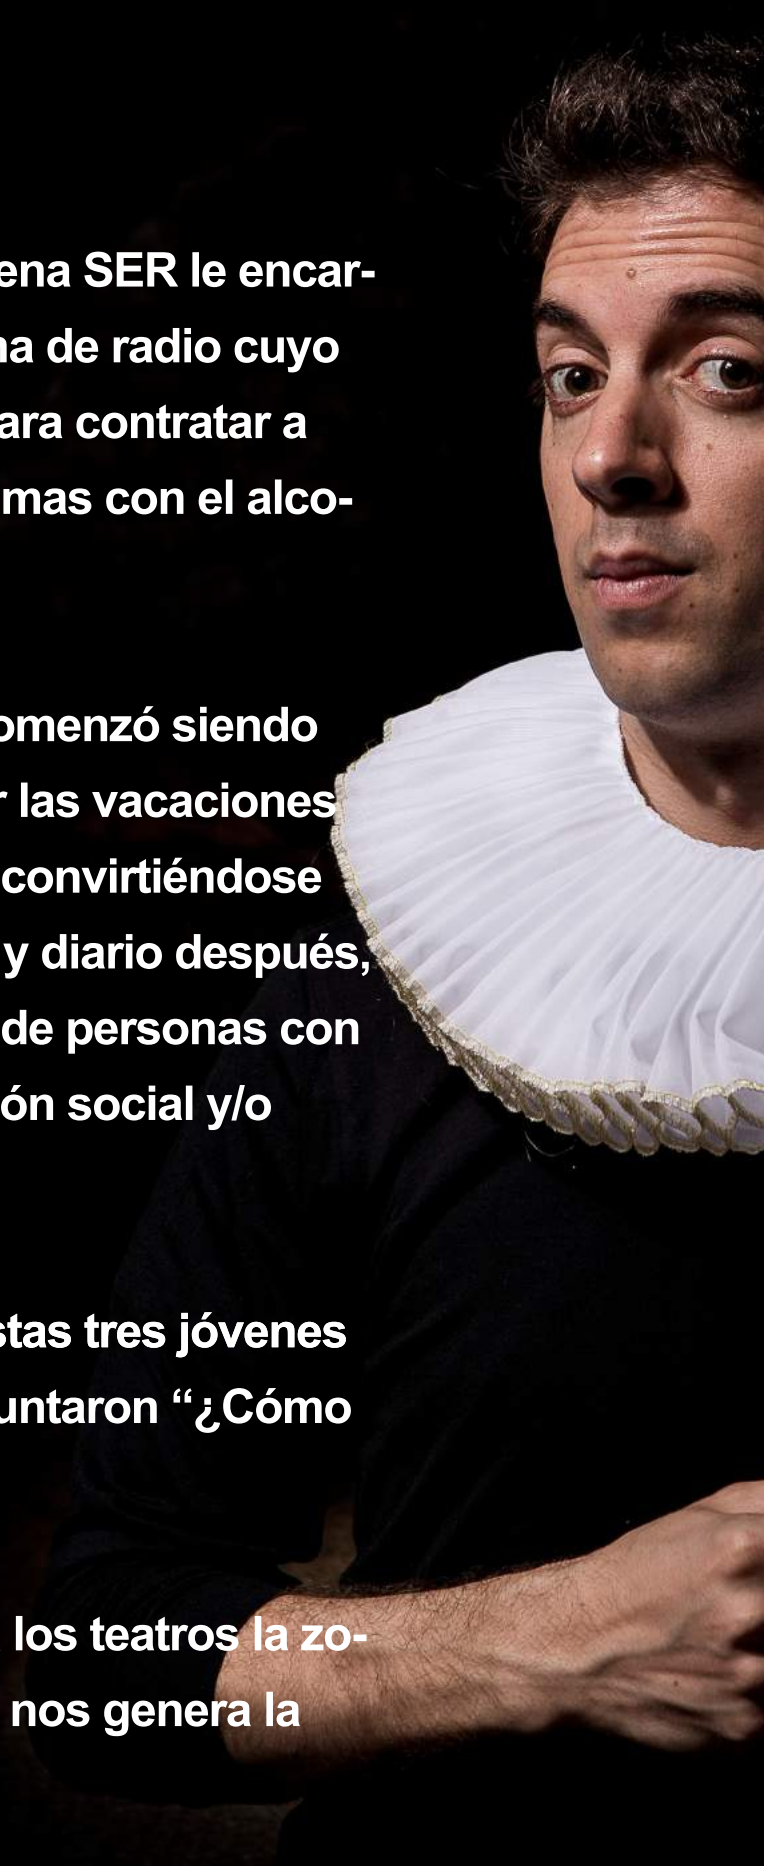 ena SER le encar-
na de radio cuyo
ara contratar a
mas con el alco-
omenzó siendo
r las vacaciones
convirtiéndose
y diario después,
de personas con
ón social y/o
stas tres jóvenes
untaron “¿Cómo
los teatros la zo-
nos genera la